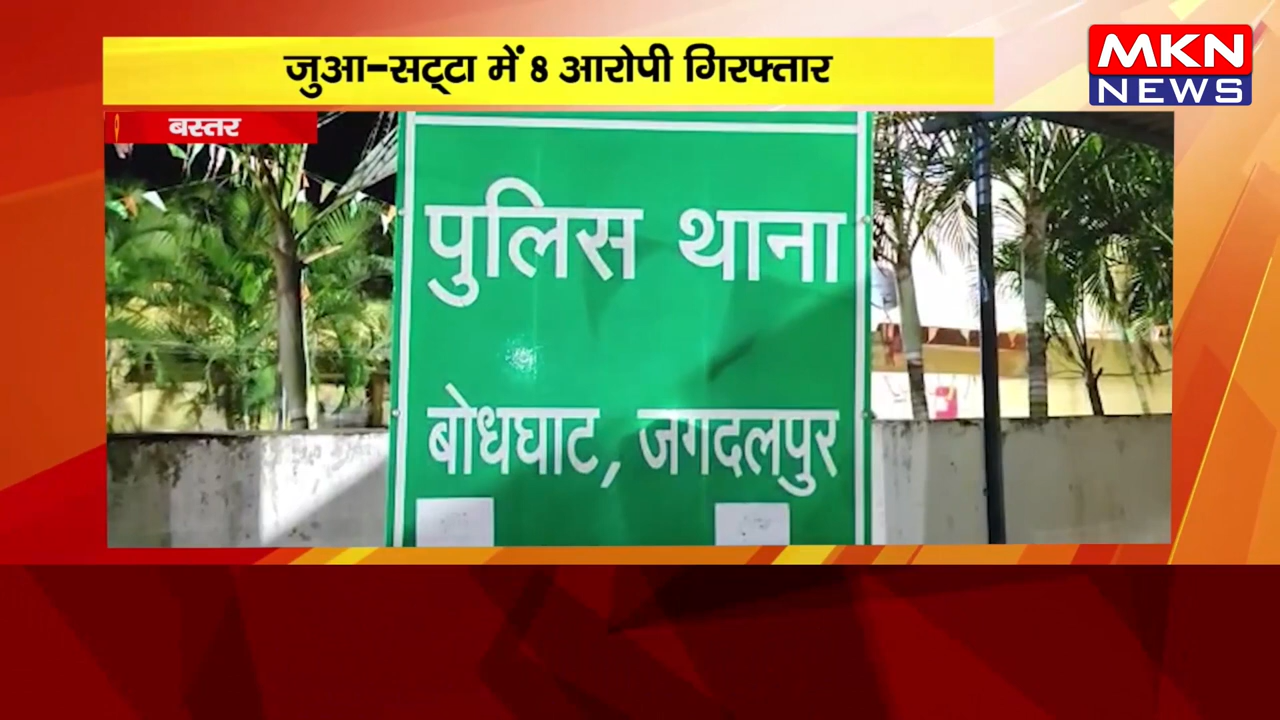 जुआ-सट्टा में 8 आरोपी गिरफ्तार
MKN
NEWS
बस्तर
पुलिस थाना
बोधघाट, जगदलपुर